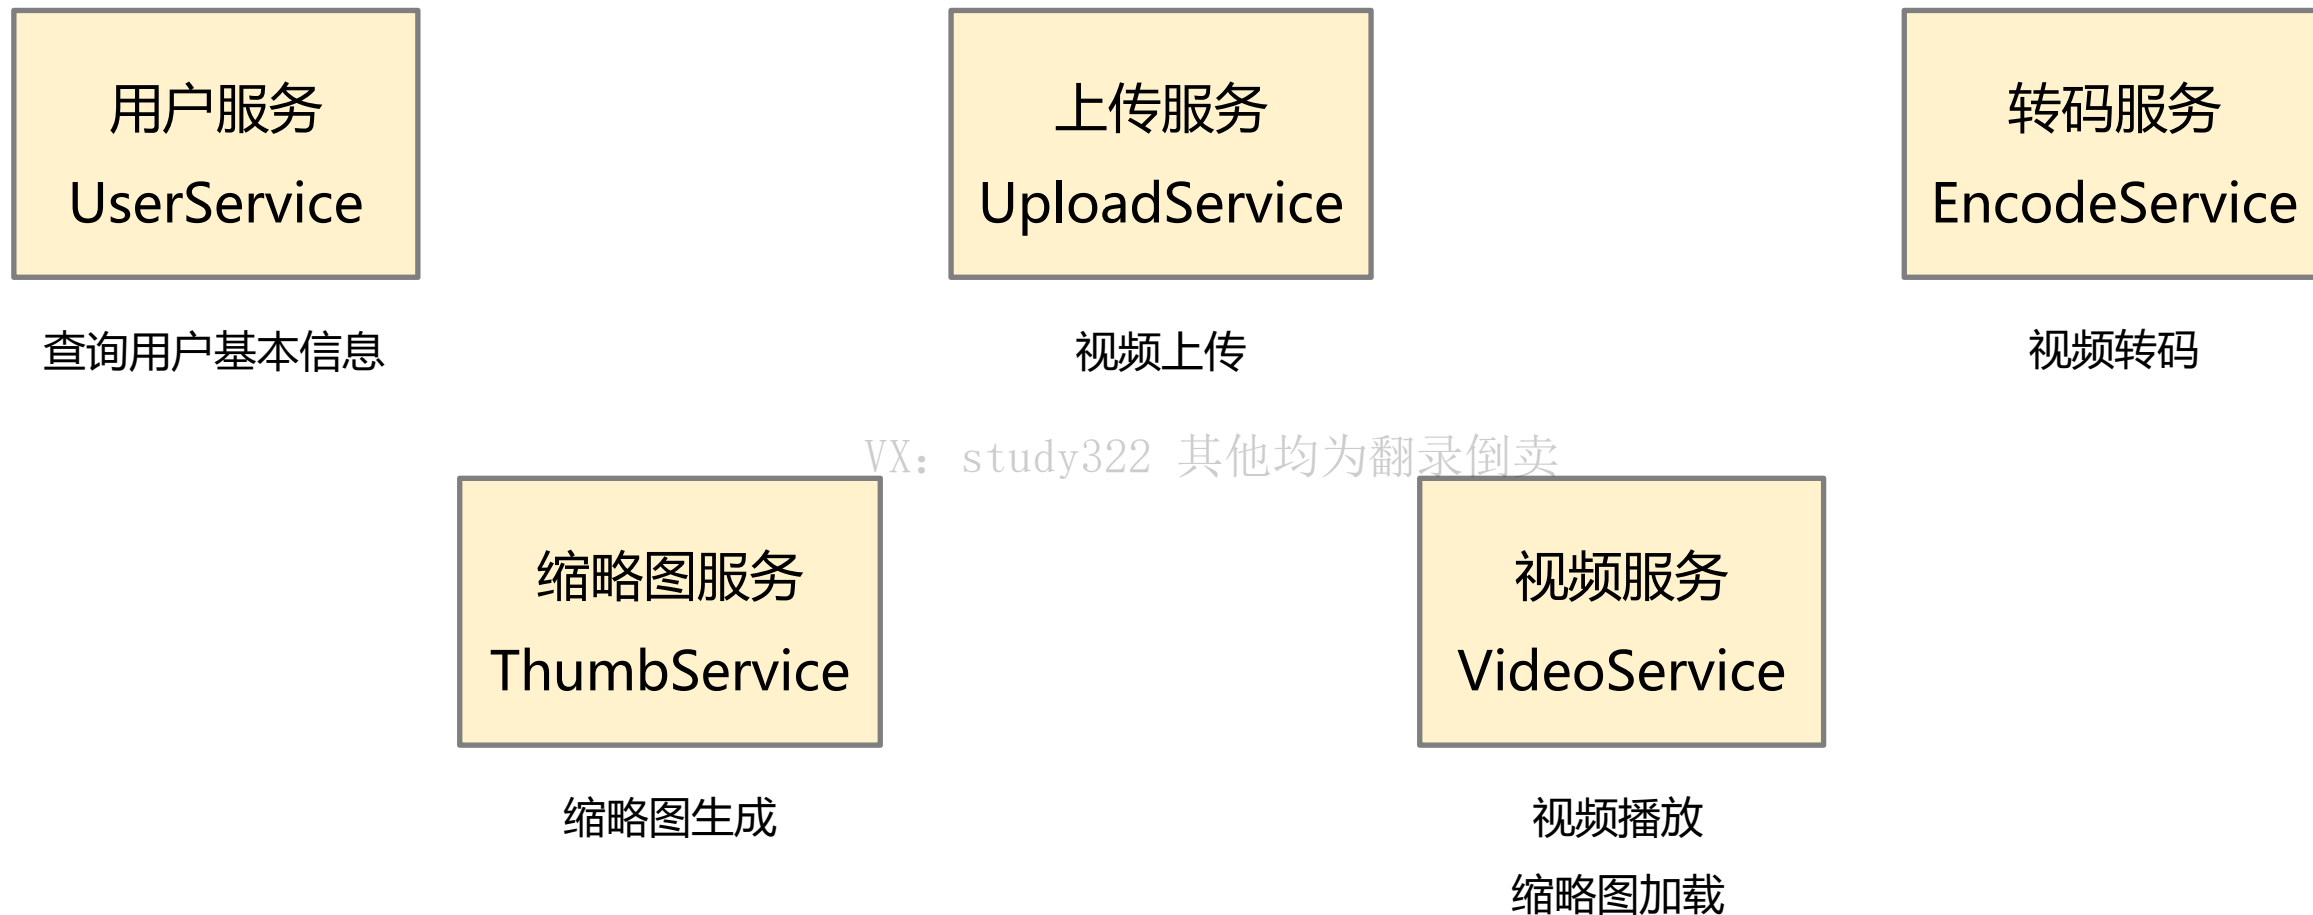 用户服务
UserService
查询用户基本信息
上传服务
UploadService
视频上传
转码服务
EncodeService
视频转码
VX: study322 其他均为翻录倒卖
缩略图服务
ThumbService
缩略图生成
视频服务
VideoService
视频播放
缩略图加载